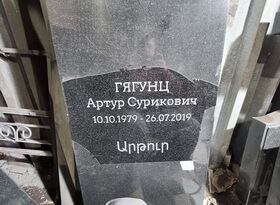 ГЯГУНЦ
Артур Сурикович
10.10.1979 - 26.07.2019
Արթուր